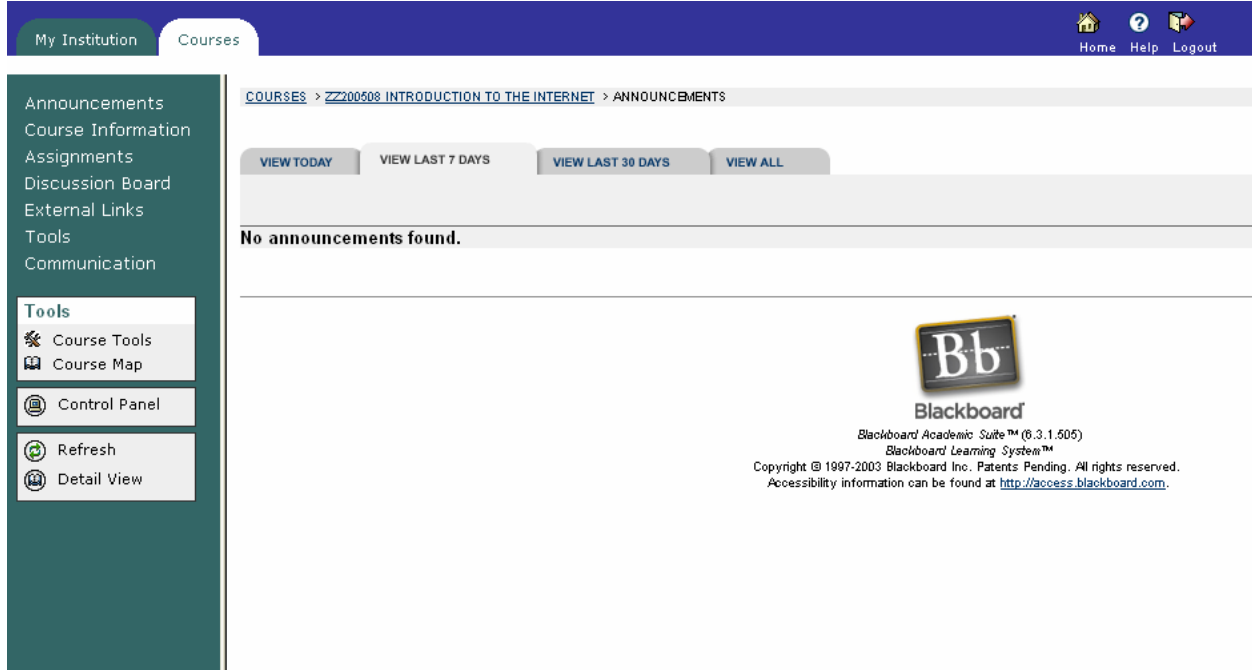 My Institution Courses
Home Help Logout
Announcements
Course Information
Assignments
Discussion Board
External Links
Tools
Communication
Tools
Course Tools
Course Map
Control Panel
Refresh
Detail View
COURSES > ZZ200508 INTRODUCTION TO THE INTERNET > ANNOUNCEMENTS
VIEW TODAY VIEW LAST 7 DAYS VIEW LAST 30 DAYS VIEW ALL
No announcements found.
Bb
Blackboard
Blackboard Academic Suite™ (6.3.1.505)
Blackboard Learning System™
Copyright © 1997-2003 Blackboard Inc. Patents Pending. All rights reserved.
Accessibility information can be found at http://access.blackboard.com.